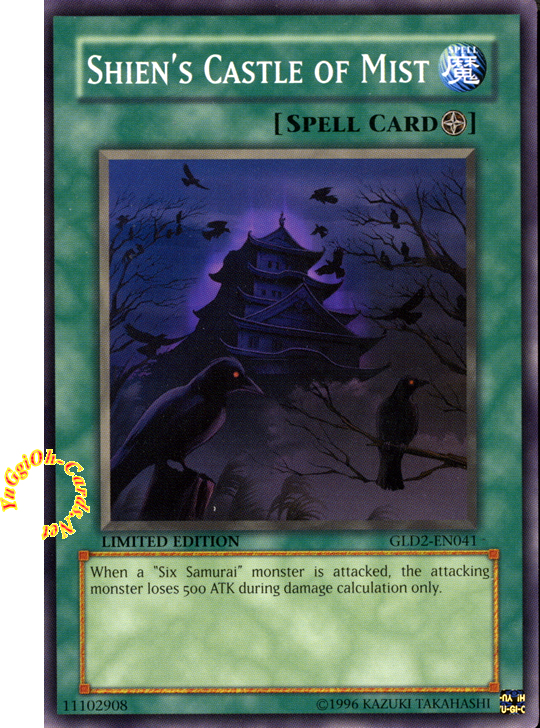 SHIEN'S CASTLE OF MIST
SPELL
魔
[SPELL CARD]
YuGgiOh-Cards.Net
LIMITED EDITION GLD2-EN041
When a "Six Samurai" monster is attacked, the attacking
monster loses 500 ATK during damage calculation only.
11102908 ©1996 KAZUKI TAKAHASHI